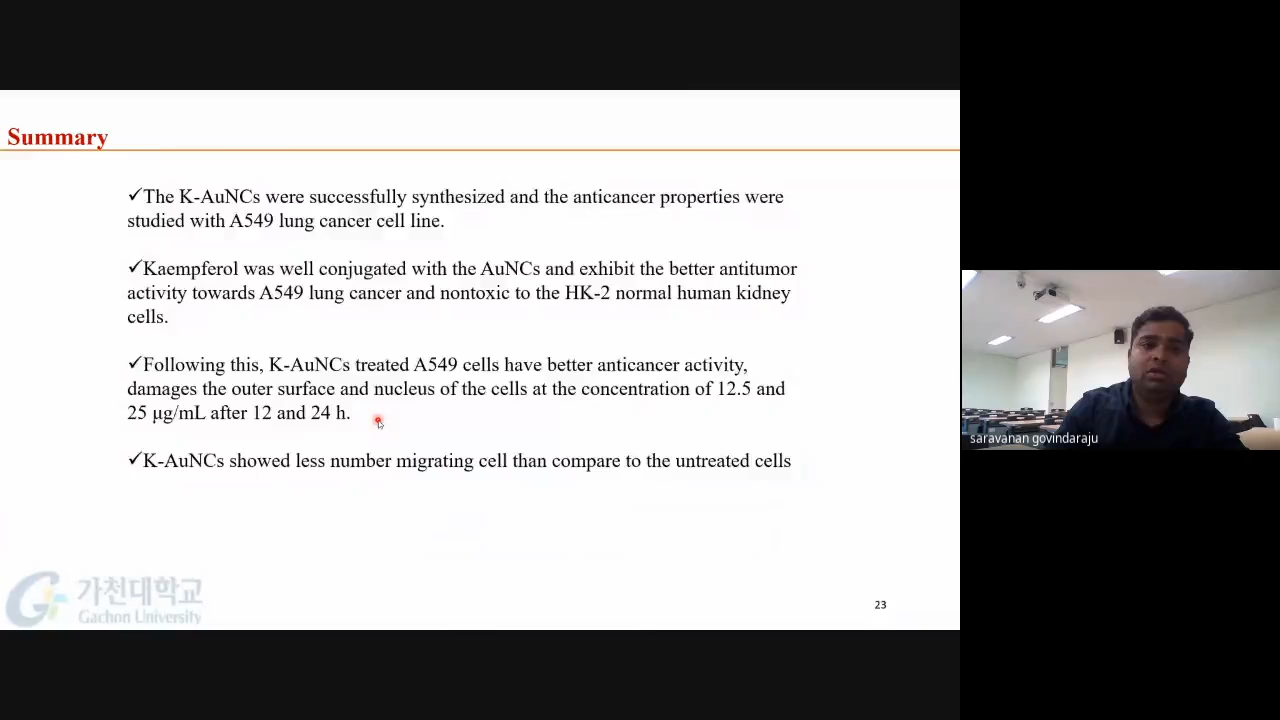 Summary
✓The K-AuNCs were successfully synthesized and the anticancer properties were
studied with A549 lung cancer cell line.
✓Kaempferol was well conjugated with the AuNCs and exhibit the better antitumor
activity towards A549 lung cancer and nontoxic to the HK-2 normal human kidney
cells.
✓Following this, K-AuNCs treated A549 cells have better anticancer activity,
damages the outer surface and nucleus of the cells at the concentration of 12.5 and
25 μg/mL after 12 and 24 h.
✓K-AuNCs showed less number migrating cell than compare to the untreated cells
가천대학교
Gachon University
23
saravanan govindaraju